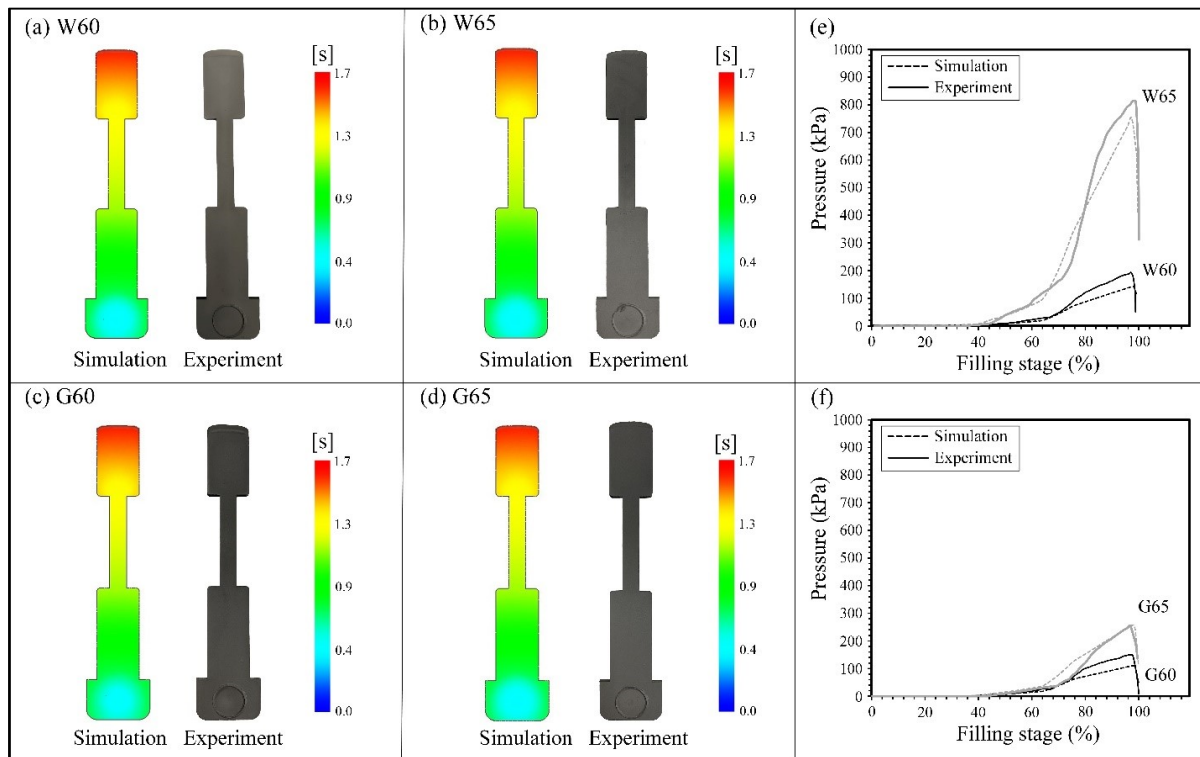 (a) W60
[s]
1.7
1.3
0.9
0.4
0.0
Simulation Experiment
(b) W65
[s]
1.7
1.3
0.9
0.4
0.0
Simulation Experiment
(e)
1000
900
800
700
600
500
400
300
200
100
0
Pressure (kPa)
Simulation
Experiment
W65
W60
0 20 40 60 80 100
Filling stage (%)
(c) G60
[s]
1.7
1.3
0.9
0.4
0.0
Simulation Experiment
(d) G65
[s]
1.7
1.3
0.9
0.4
0.0
Simulation Experiment
(f)
1000
900
800
700
600
500
400
300
200
100
0
Pressure (kPa)
Simulation
Experiment
G65
G60
0 20 40 60 80 100
Filling stage (%)